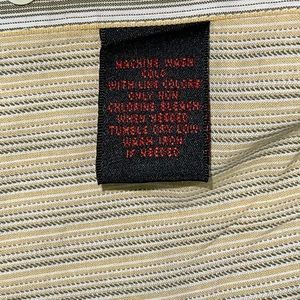 MACHINE WASH
COLD
WITH LIKE COLORS
ONLY NON
CHLORINE BLEACH
WHEN NEEDED
TUMBLE DRY LOW
WARM IRON
IF NEEDED